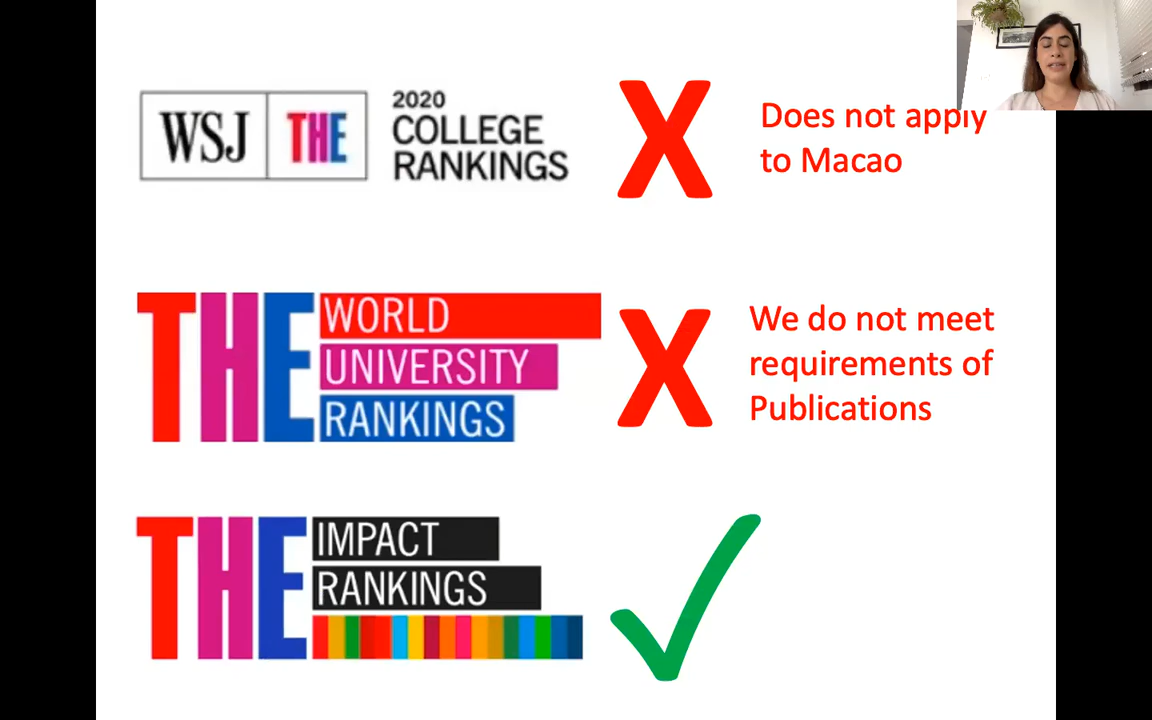 WSJ THE 2020
COLLEGE
RANKINGS
X
Does not apply
to Macao
THE WORLD
UNIVERSITY
RANKINGS
X
We do not meet
requirements of
Publications
THE IMPACT
RANKINGS